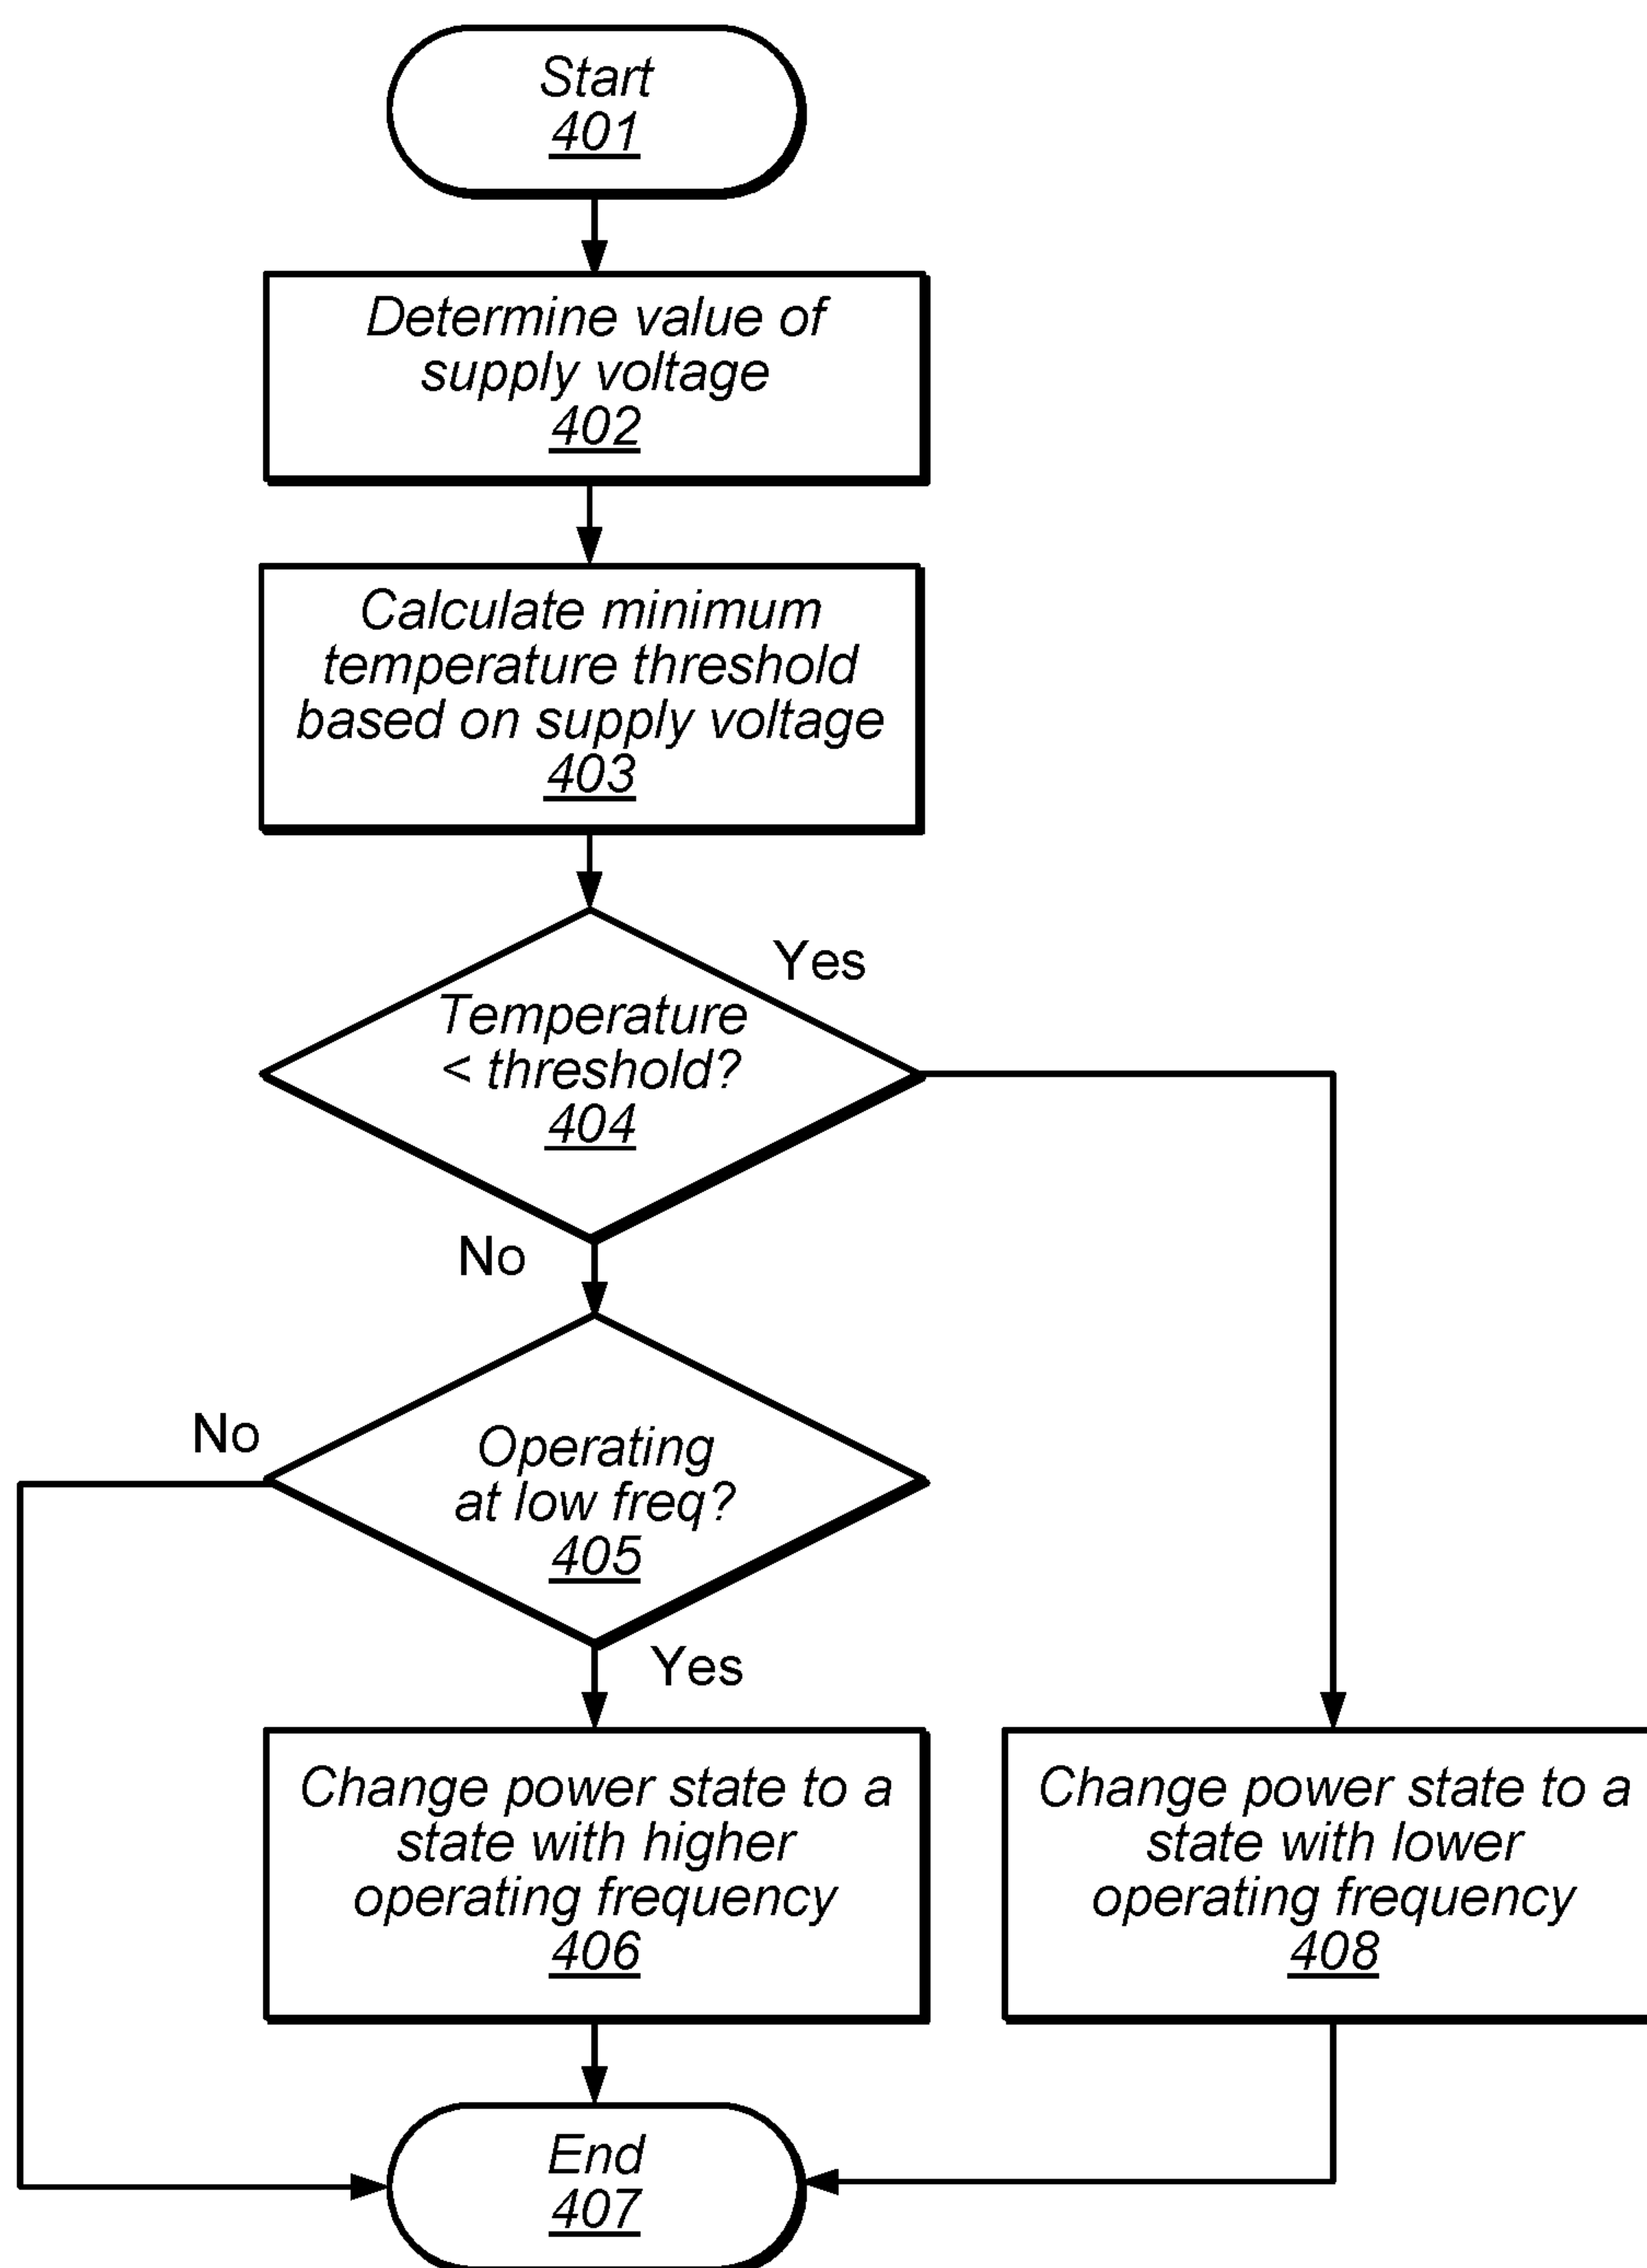 Start
401
Determine value of
supply voltage
402
Calculate minimum
temperature threshold
based on supply voltage
403
Yes
Temperature
< threshold?
404
No
No
Operating
at low freq?
405
Yes
Change power state to a
state with higher
operating frequency
406
Change power state to a
state with lower
operating frequency
408
End
407